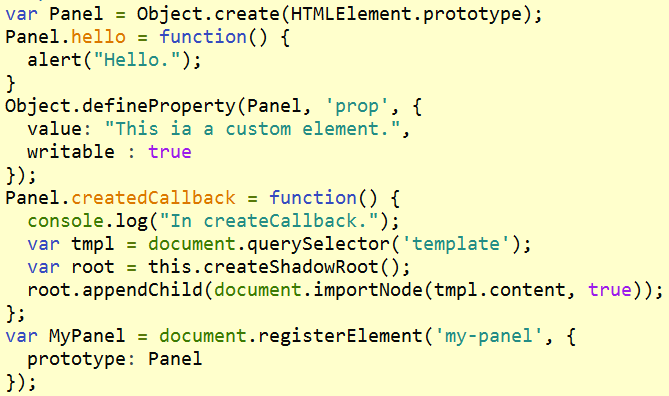 var Panel = Object.create(HTMLElement.prototype);
Panel.hello = function() {
  alert("Hello.");
}
Object.defineProperty(Panel, 'prop', {
  value: "This ia a custom element.",
  writable : true
});
Panel.createdCallback = function() {
  console.log("In createCallback.");
  var tmpl = document.querySelector('template');
  var root = this.createShadowRoot();
  root.appendChild(document.importNode(tmpl.content, true));
};
var MyPanel = document.registerElement('my-panel', {
  prototype: Panel
});